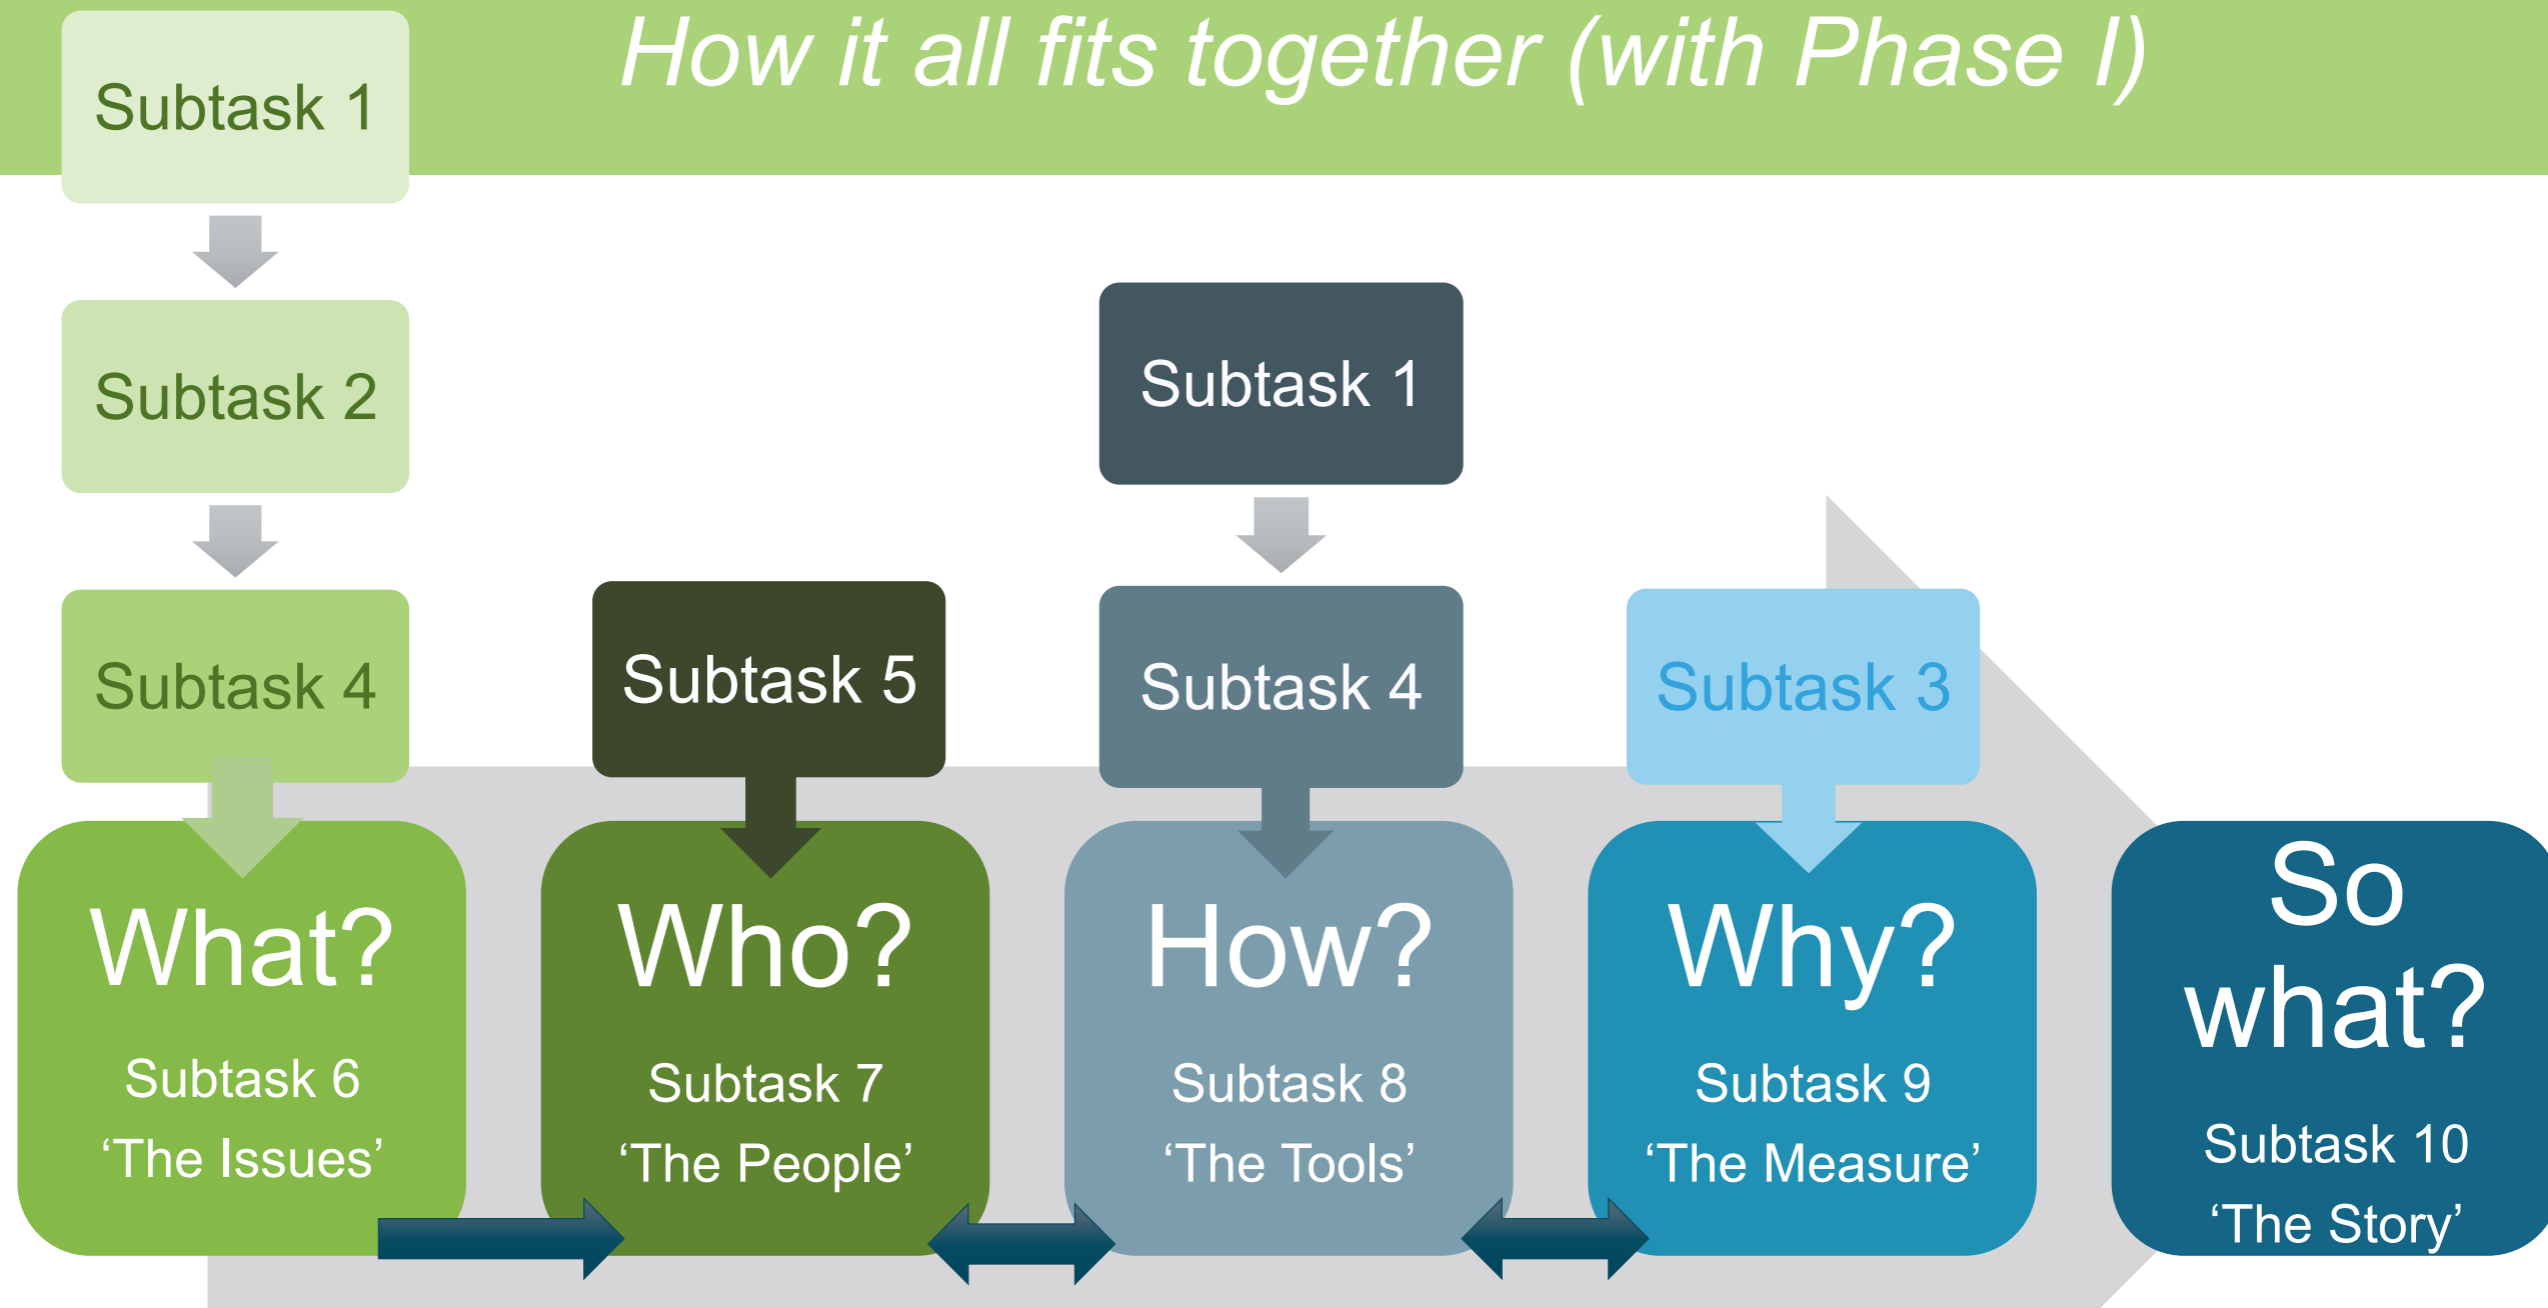 How it all fits together (with Phase I)
Subtask 1
Subtask 2
Subtask 4
Subtask 5
Subtask 1
Subtask 4
Subtask 3
What?
Subtask 6
‘The Issues’
Who?
Subtask 7
‘The People’
How?
Subtask 8
‘The Tools’
Why?
Subtask 9
‘The Measure’
So
what?
Subtask 10
‘The Story’